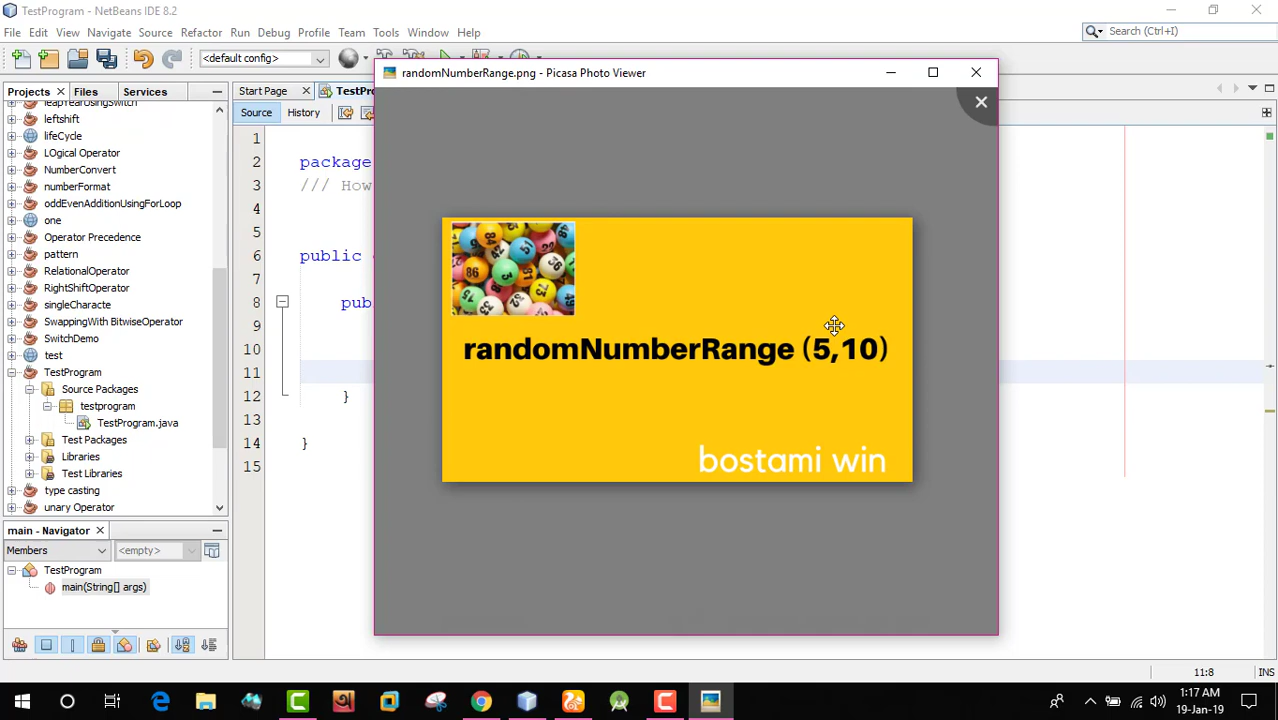 TestProgram - NetBeans IDE 8.2
File Edit View Navigate Source Refactor Run Debug Profile Team Tools Window Help
Search (Ctrl+I)
<default config>
randomNumberRange.png - Picasa Photo Viewer
Projects Files Services
Start Page
Source History
leapYearUsingSwitch
leftshift
lifeCycle
LOgical Operator
NumberConvert
numberFormat
oddEvenAdditionUsingForLoop
one
Operator Precedence
pattern
RelationalOperator
RightShiftOperator
singleCharacte
SwappingWith BitwiseOperator
SwitchDemo
test
TestProgram
Source Packages
testprogram
TestProgram.java
Test Packages
Libraries
Test Libraries
type casting
unary Operator
main - Navigator
Members <empty>
TestProgram
main(String[] args)
1
2 package
3 /// How
4
5
6 public
7
8
9
10
11
12 }
13
14 }
15
84 86
randomNumberRange (5,10)
bostami win
11:8 INS
1:17 AM
19-Jan-19